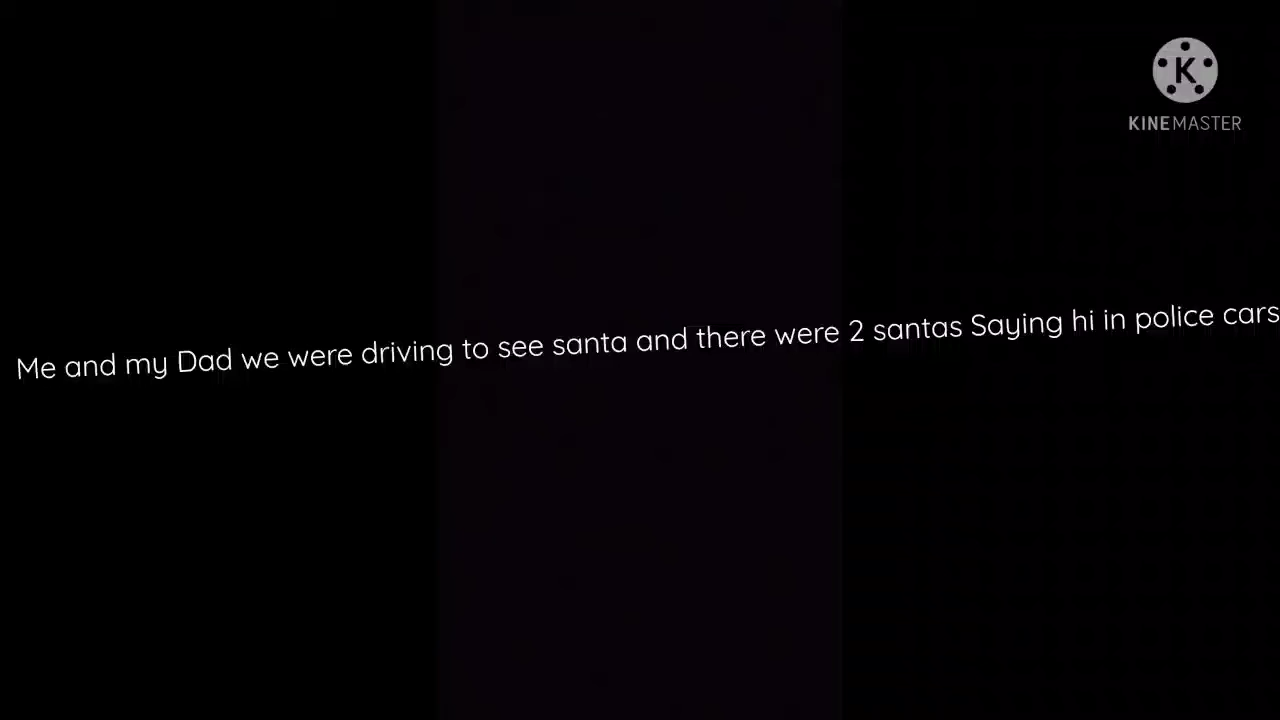 K
KINEMASTER
Me and my Dad we were driving to see santa and there were 2 santas Saying hi in police cars